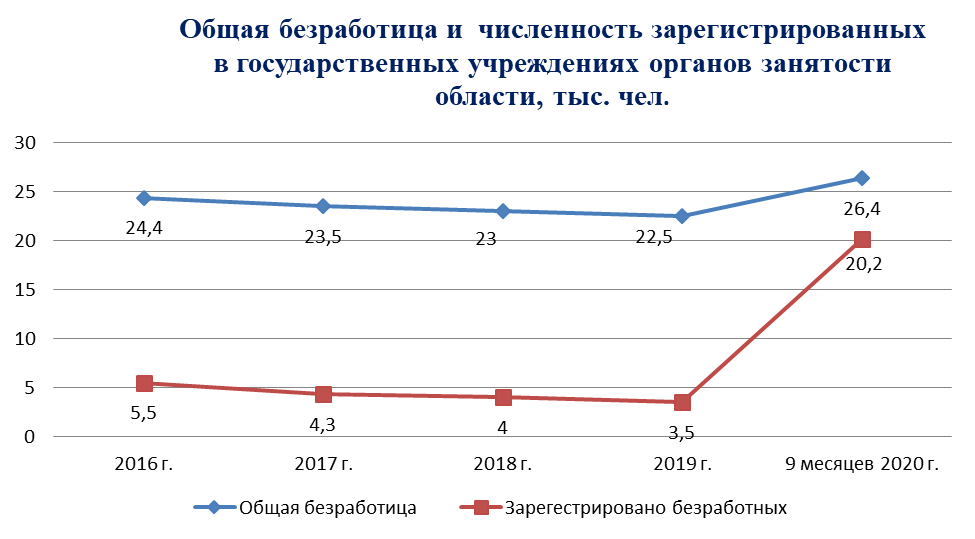 Общая безработица и  численность зарегистрированных
в государственных учреждениях органов занятости
области, тыс. чел.
30
25
20
15
10
5
0
24,4
23,5
23
22,5
26,4
20,2
5,5
4,3
4
3,5
2016 г.
2017 г.
2018 г.
2019 г.
9 месяцев 2020 г.
Общая безработица
Зарегестрировано безработных